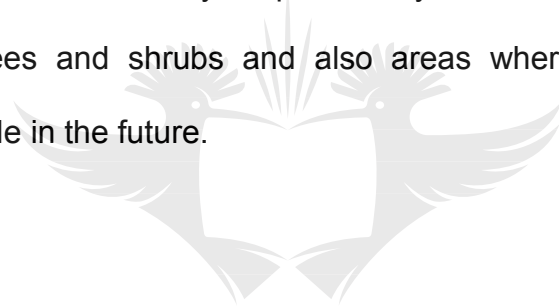 ees and shrubs and also areas wher
le in the future.